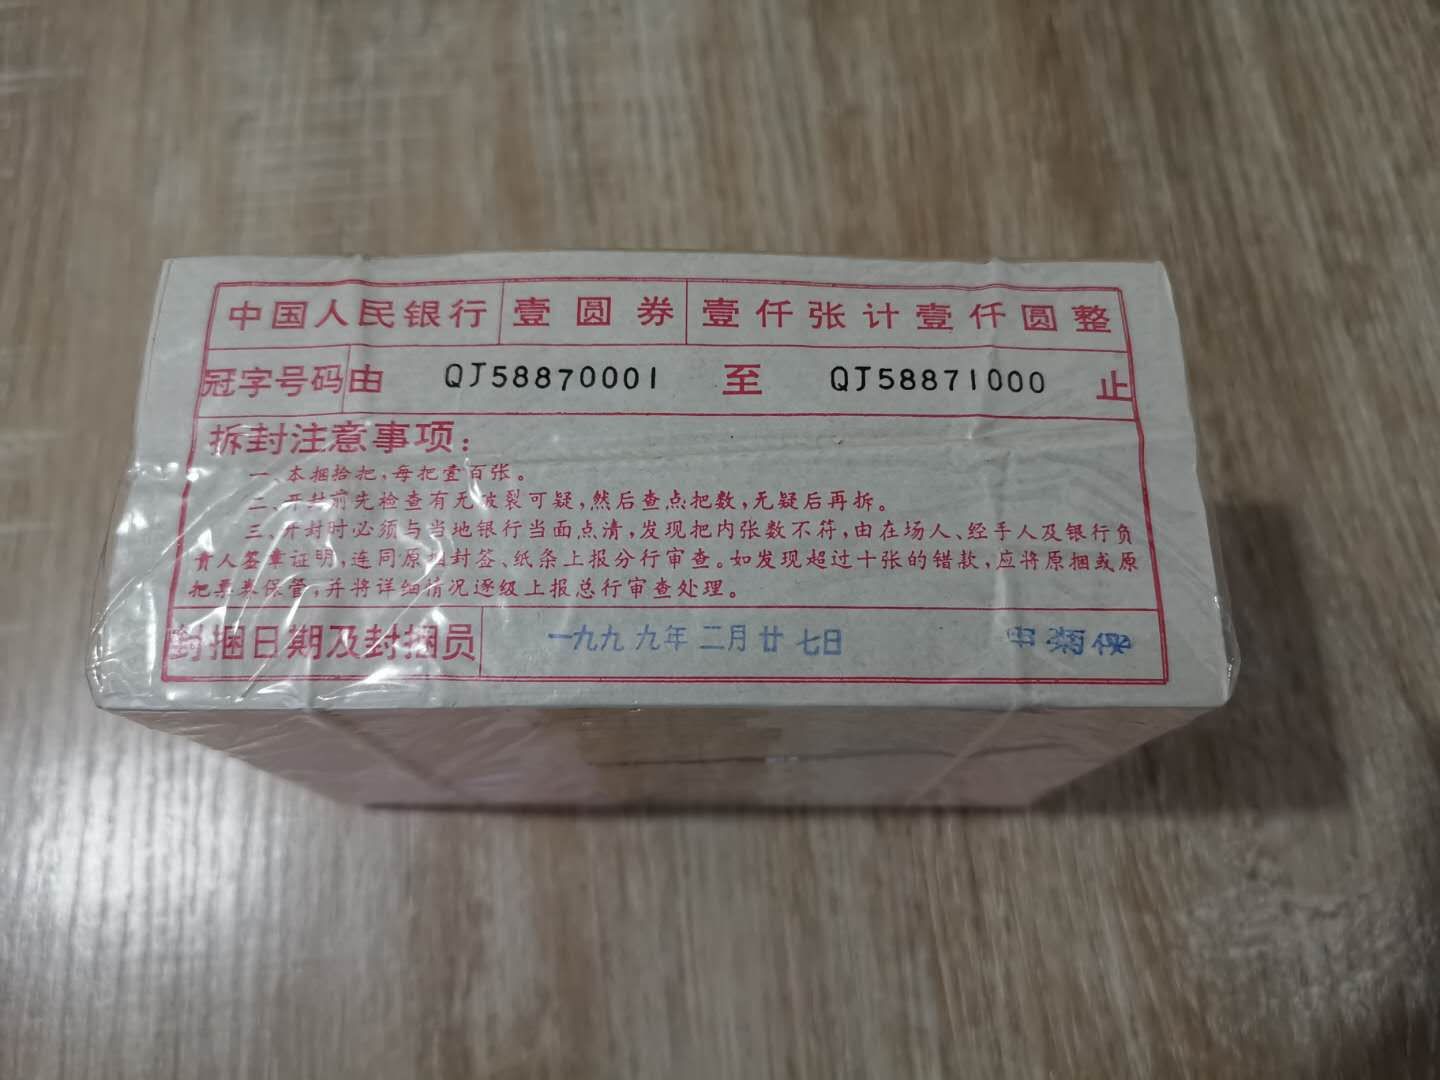 中国人民银行 壹圆券 壹仟张计壹仟圆整
冠字号码 由 QJ58870001 至 QJ58871000 止
拆封注意事项：
一、本捆拾把，每把壹百张。
二、开封前先检查有无破裂可疑，然后查点把数，无疑后再拆。
三、开封时必须与当地银行当面点清，发现把内张数不符，由在场人、经手人及银行负
责人签章证明，连同原捆封签、纸条上报分行审查。如发现超过十张的错款，应将原捆或原
把票券保管，并将详细情况逐级上报总行审查处理。
封捆日期及封捆员 一九九九年二月廿七日